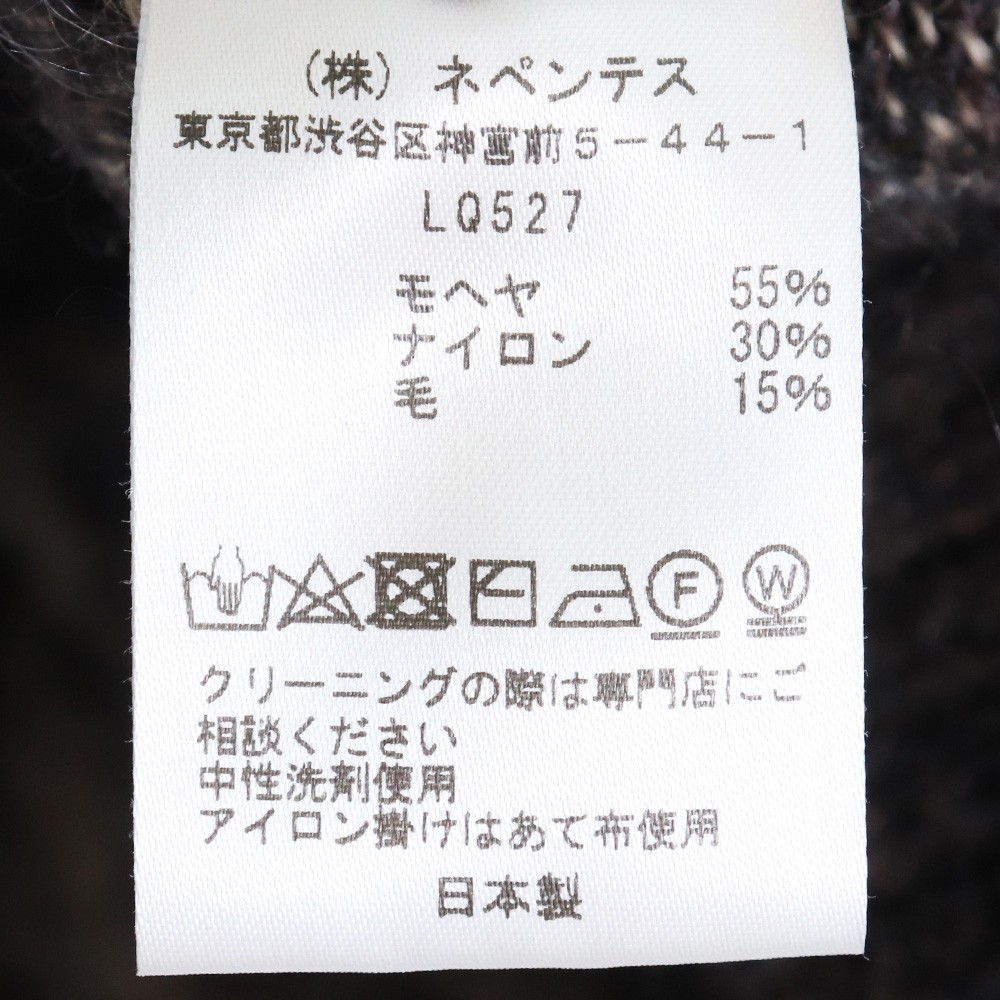 (株) ネペンテス
東京都渋谷区神宮前5−44−1
LQ527
モヘヤ 55%
ナイロン 30%
毛 15%
F W
クリーニングの際は専門店にご
相談ください
中性洗剤使用
アイロン掛けはあて布使用
日本製